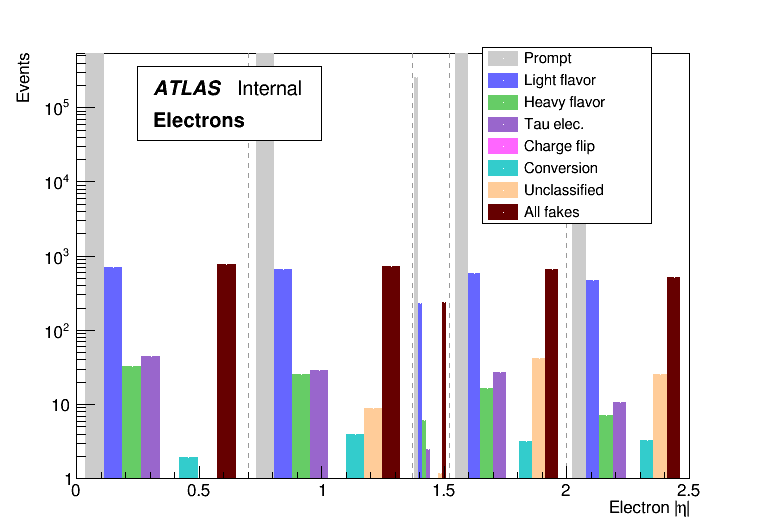 Events
10^5
10^4
10^3
10^2
10
1
ATLAS Internal
Electrons
Prompt
Light flavor
Heavy flavor
Tau elec.
Charge flip
Conversion
Unclassified
All fakes
0 0.5 1 1.5 2 2.5
Electron |η|